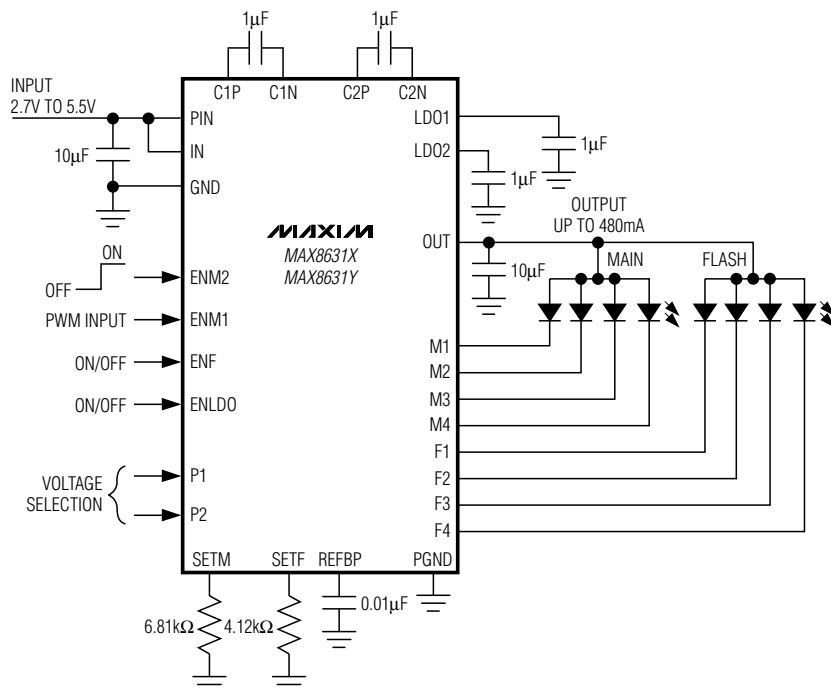 1µF
1µF
C1P
C1N
C2P
C2N
INPUT
2.7V TO 5.5V
PIN
LDO1
10µF
IN
LDO2
1µF
GND
1µF
MAXIM
MAX8631X
MAX8631Y
OUTPUT
UP TO 480mA
OUT
ON
OFF
ENM2
10µF
MAIN
FLASH
PWM INPUT
ENM1
M1
ON/OFF
ENF
M2
ON/OFF
ENLDO
M3
M4
VOLTAGE
SELECTION
P1
F1
P2
F2
F3
F4
SETM
SETF
REFBP
PGND
6.81kΩ
4.12kΩ
0.01µF